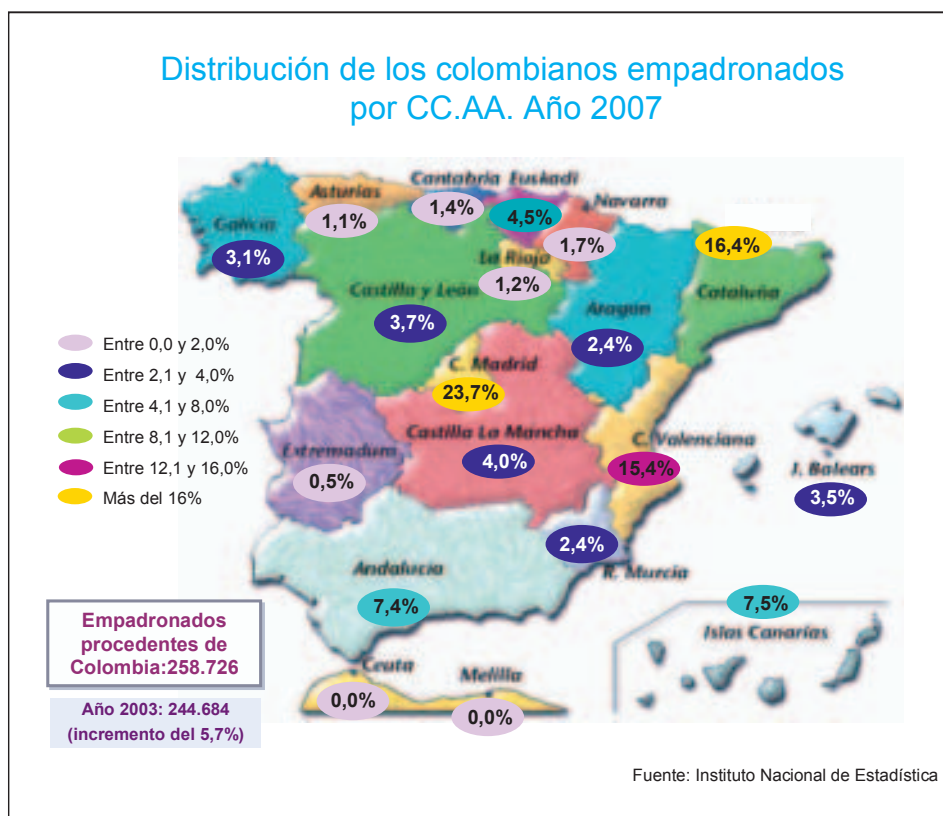 Distribución de los colombianos empadronados
por CC.AA. Año 2007
Cantabria Euskadi
Asturias
Navarra
1,4%
4,5%
1,1%
Galicia
1,7%
16,4%
3,1%
La Rioja
1,2%
Castilla y León
Cataluña
Aragón
3,7%
2,4%
C. Madrid
23,7%
Castilla La Mancha
C. Valenciana
Extremadura
4,0%
15,4%
I. Balears
0,5%
3,5%
2,4%
R. Murcia
Andalucia
7,4%
7,5%
Islas Canarías
Ceuta
Melilla
0,0%
0,0%
Entre 0,0 y 2,0%
Entre 2,1 y 4,0%
Entre 4,1 y 8,0%
Entre 8,1 y 12,0%
Entre 12,1 y 16,0%
Más del 16%
Empadronados
procedentes de
Colombia:258.726
Año 2003: 244.684
(incremento del 5,7%)
Fuente: Instituto Nacional de Estadística